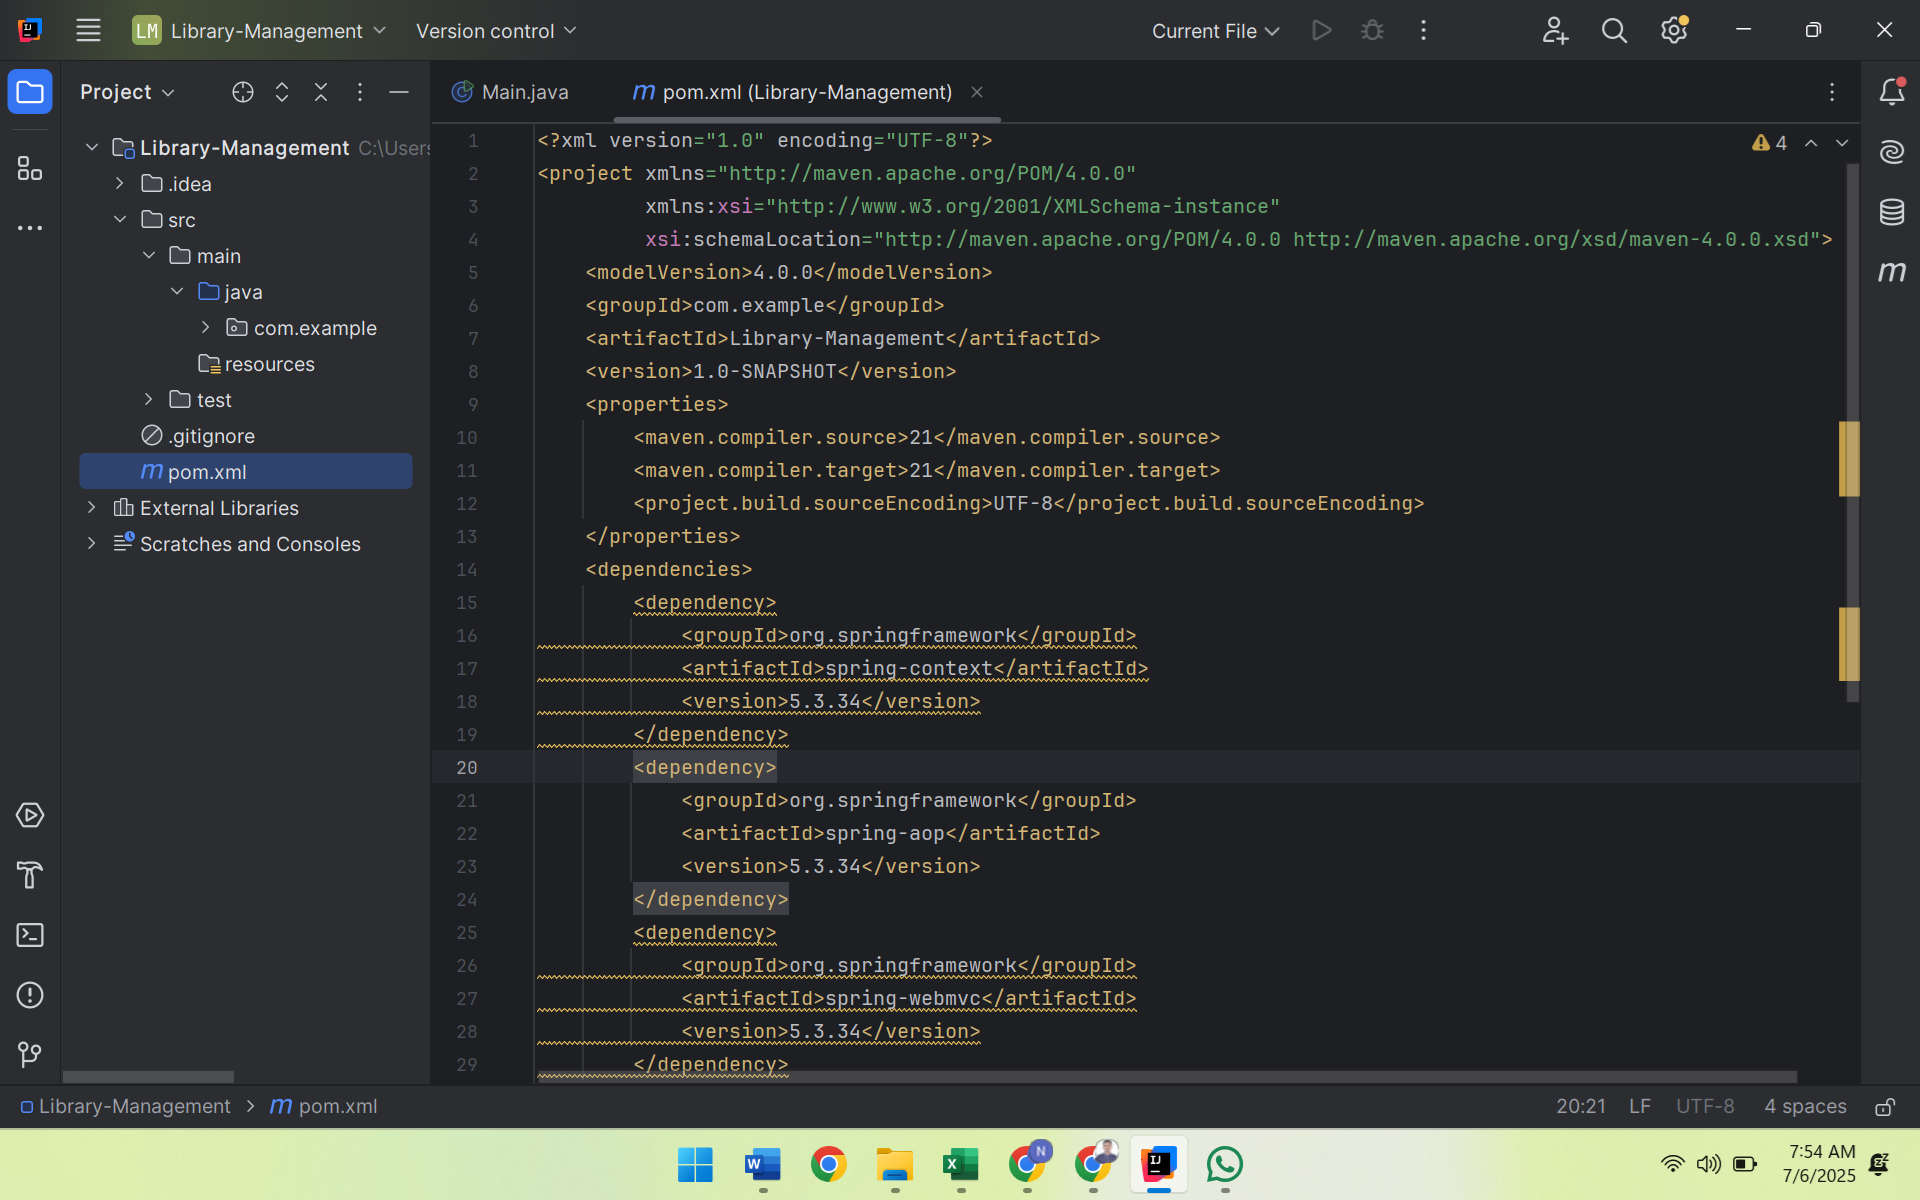 LM Library-Management
Version control
Current File
Project
Main.java
pom.xml (Library-Management)
Library-Management C:\Users
.idea
src
main
java
com.example
resources
test
.gitignore
m pom.xml
External Libraries
Scratches and Consoles
4
1 <?xml version="1.0" encoding="UTF-8"?>
2 <project xmlns="http://maven.apache.org/POM/4.0.0"
3 xmlns:xsi="http://www.w3.org/2001/XMLSchema-instance"
4 xsi:schemaLocation="http://maven.apache.org/POM/4.0.0 http://maven.apache.org/xsd/maven-4.0.0.xsd">
5 <modelVersion>4.0.0</modelVersion>
6 <groupId>com.example</groupId>
7 <artifactId>Library-Management</artifactId>
8 <version>1.0-SNAPSHOT</version>
9 <properties>
10 <maven.compiler.source>21</maven.compiler.source>
11 <maven.compiler.target>21</maven.compiler.target>
12 <project.build.sourceEncoding>UTF-8</project.build.sourceEncoding>
13 </properties>
14 <dependencies>
15 <dependency>
16 <groupId>org.springframework</groupId>
17 <artifactId>spring-context</artifactId>
18 <version>5.3.34</version>
19 </dependency>
20 <dependency>
21 <groupId>org.springframework</groupId>
22 <artifactId>spring-aop</artifactId>
23 <version>5.3.34</version>
24 </dependency>
25 <dependency>
26 <groupId>org.springframework</groupId>
27 <artifactId>spring-webmvc</artifactId>
28 <version>5.3.34</version>
29 </dependency>
Library-Management > m pom.xml
20:21 LF UTF-8 4 spaces
7:54 AM
7/6/2025